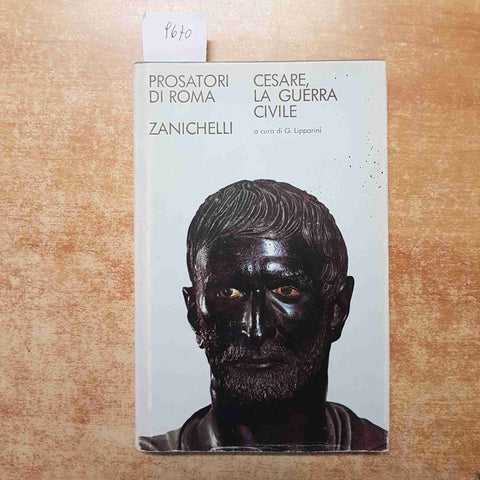 9670
PROSATORI
DI ROMA
ZANICHELLI
CESARE,
LA GUERRA
CIVILE
a cura di G. Lipparini